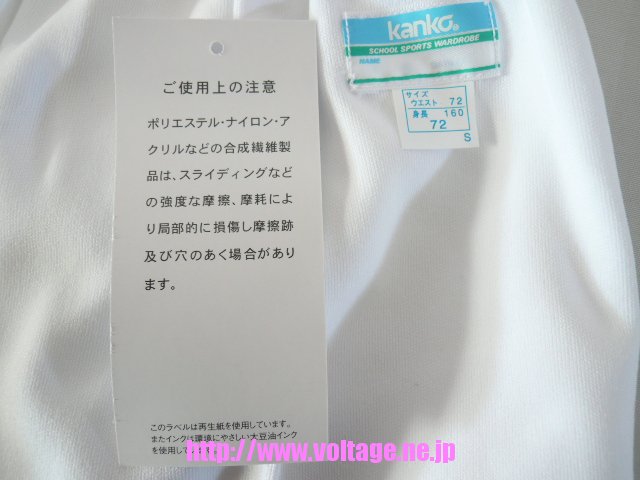 kanko®
SCHOOL SPORTS WARDROBE
NAME
サイズ
ウエスト 72
身長 160
72
S
ご使用上の注意
ポリエステル・ナイロン・ア
クリルなどの合成繊維製
品は、スライディングなど
の強度な摩擦、摩耗によ
り局部的に損傷し摩擦跡
及び穴のあく場合があり
ます。
このラベルは再生紙を使用しています。
またインクは環境にやさしい大豆油インク
を使用しています。
http://www.voltage.ne.jp